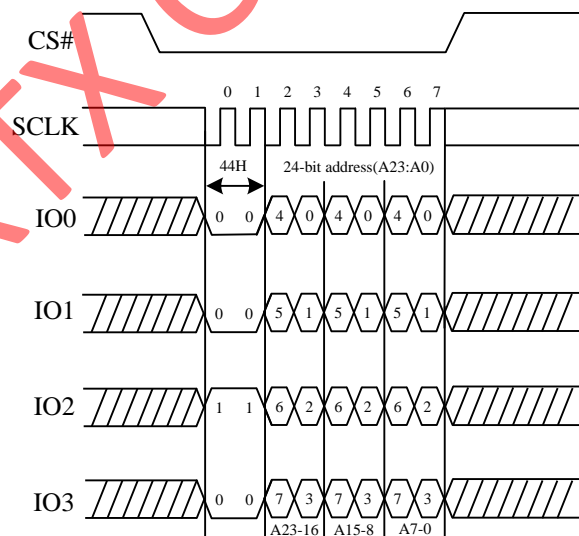 CS#
0 1 2 3 4 5 6 7
SCLK
44H 24-bit address(A23:A0)
IO0 0 0 4 0 4 0 4 0
IO1 0 0 5 1 5 1 5 1
IO2 1 1 6 2 6 2 6 2
IO3 0 0 7 3 7 3 7 3
A23-16 A15-8 A7-0